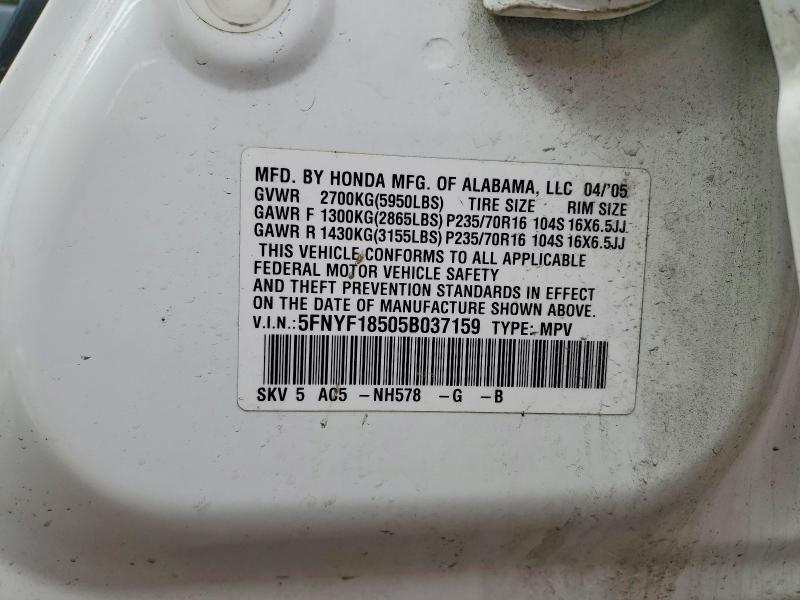 MFD. BY HONDA MFG. OF ALABAMA, LLC 04/'05
GVWR 2700KG(5950LBS) TIRE SIZE RIM SIZE
GAWR F 1300KG(2865LBS) P235/70R16 104S 16X6.5JJ
GAWR R 1430KG(3155LBS) P235/70R16 104S 16X6.5JJ
THIS VEHICLE CONFORMS TO ALL APPLICABLE
FEDERAL MOTOR VEHICLE SAFETY
AND THEFT PREVENTION STANDARDS IN EFFECT
ON THE DATE OF MANUFACTURE SHOWN ABOVE.
V.I.N.: 5FNYF18505B037159 TYPE: MPV
SKV 5 AC5 -NH578 -G -B